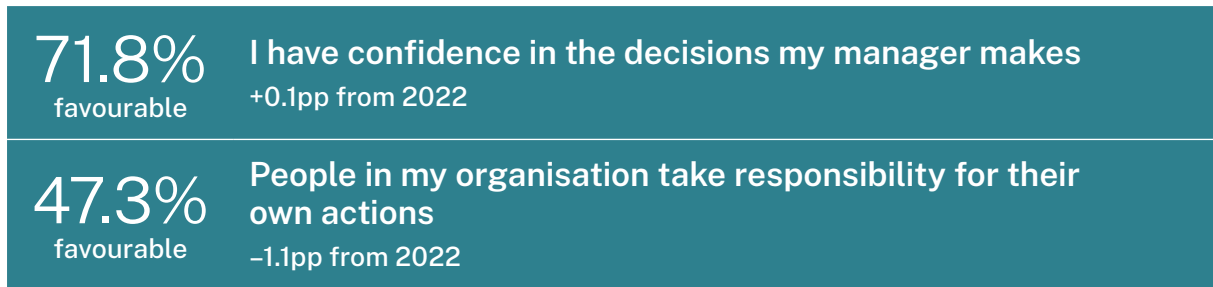 71.8%
favourable
I have confidence in the decisions my manager makes
+0.1pp from 2022
47.3%
favourable
People in my organisation take responsibility for their
own actions
–1.1pp from 2022